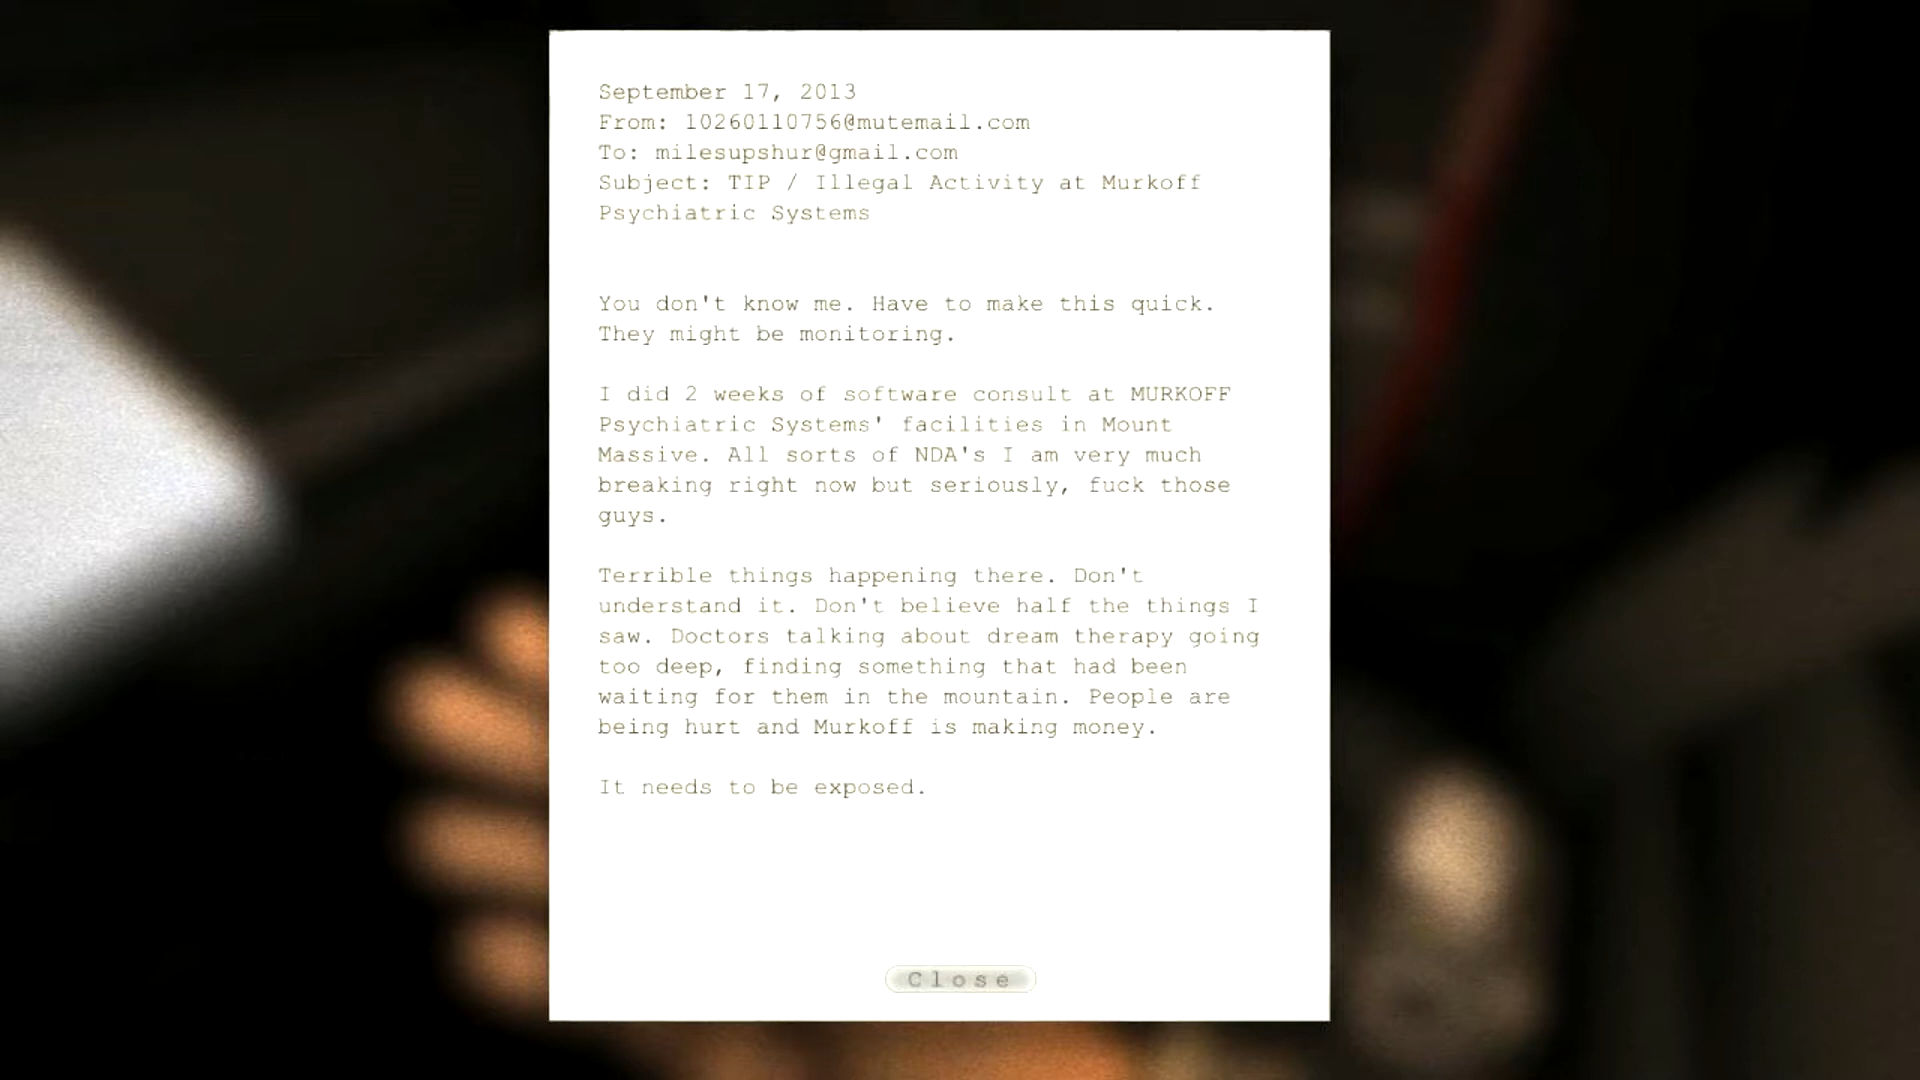 September 17, 2013
From: 10260110756@mutemail.com
To: milesupshur@gmail.com
Subject: TIP / Illegal Activity at Murkoff
Psychiatric Systems
You don't know me. Have to make this quick.
They might be monitoring.
I did 2 weeks of software consult at MURKOFF
Psychiatric Systems' facilities in Mount
Massive. All sorts of NDA's I am very much
breaking right now but seriously, fuck those
guys.
Terrible things happening there. Don't
understand it. Don't believe half the things I
saw. Doctors talking about dream therapy going
too deep, finding something that had been
waiting for them in the mountain. People are
being hurt and Murkoff is making money.
It needs to be exposed.
Close